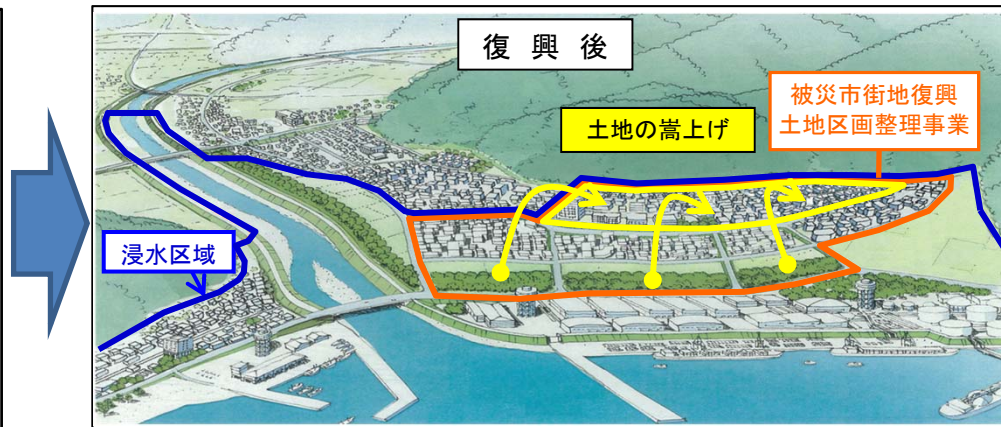 復興後
土地の嵩上げ
被災市街地復興
土地区画整理事業
浸水区域